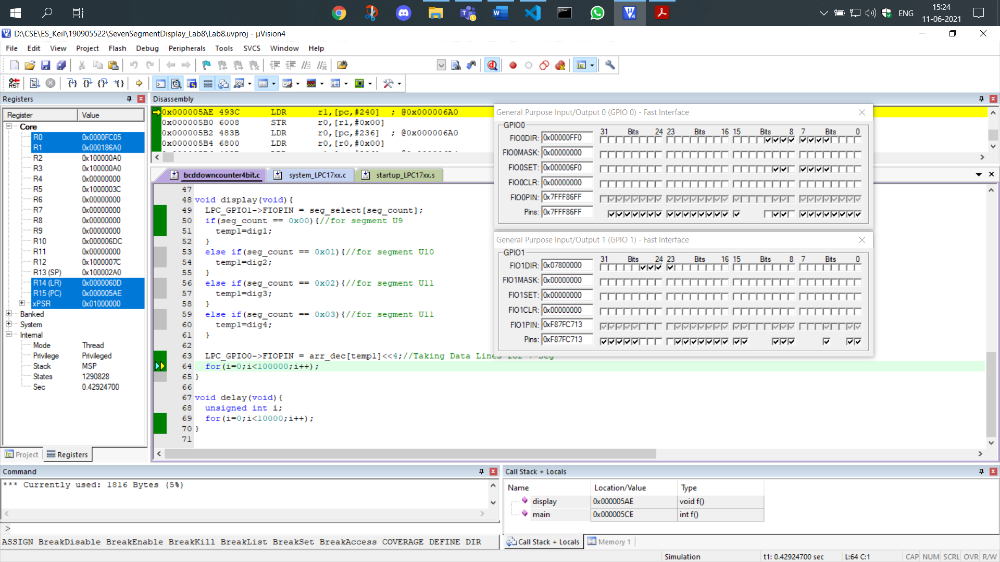 ENG
15:24
11-06-2021
D:\CSE\ES_Keil\190905522\SevenSegmentDisplay_Lab8\Lab8.uvproj - µVision4
File Edit View Project Flash Debug Peripherals Tools SVCS Window Help
Registers
Register Value
Core
R0 0x0000FC05
R1 0x000186A0
R2 0x100000A0
R3 0x100000A0
R4 0x00000000
R5 0x1000003C
R6 0x00000000
R7 0x00000000
R8 0x00000000
R9 0x00000000
R10 0x000006DC
R11 0x00000000
R12 0x1000007C
R13 (SP) 0x100002A0
R14 (LR) 0x0000060D
R15 (PC) 0x000005AE
xPSR 0x01000000
Banked
System
Internal
Mode Thread
Privilege Privileged
Stack MSP
States 1290828
Sec 0.42924700
Project Registers
Disassembly
0x000005AE 493C LDR r1,[pc,#240] ; @0x000006A0
0x000005B0 6008 STR r0,[r1,#0x00]
0x000005B2 483B LDR r0,[pc,#236] ; @0x000006A0
0x000005B4 6800 LDR r0,[r0,#0x00]
bcddowncounter4bit.c system_LPC17xx.c startup_LPC17xx.s
47
48 void display(void){
49 LPC_GPIO1->FIOPIN = seg_select[seg_count];
50 if(seg_count == 0x00){//for segment U9
51 temp1=dig1;
52 }
53 else if(seg_count == 0x01){//for segment U10
54 temp1=dig2;
55 }
56 else if(seg_count == 0x02){//for segment U11
57 temp1=dig3;
58 }
59 else if(seg_count == 0x03){//for segment U11
60 temp1=dig4;
61 }
62
63 LPC_GPIO0->FIOPIN = arr_dec[temp1]<<4;//Taking Data Lines for 7-Seg
64 for(i=0;i<100000;i++);
65 }
66
67 void delay(void){
68 unsigned int i;
69 for(i=0;i<10000;i++);
70 }
71
General Purpose Input/Output 0 (GPIO 0) - Fast Interface
GPIO0
31 Bits 24 23 Bits 16 15 Bits 8 7 Bits 0
FIO0DIR: 0x00000FF0
FIO0MASK: 0x00000000
FIO0SET: 0x000006F0
FIO0CLR: 0x00000000
FIO0PIN: 0x7FFF86FF
Pins: 0x7FFF86FF
General Purpose Input/Output 1 (GPIO 1) - Fast Interface
GPIO1
31 Bits 24 23 Bits 16 15 Bits 8 7 Bits 0
FIO1DIR: 0x07800000
FIO1MASK: 0x00000000
FIO1SET: 0x00000000
FIO1CLR: 0x00000000
FIO1PIN: 0xF87FC713
Pins: 0xF87FC713
Command
*** Currently used: 1816 Bytes (5%)
>
ASSIGN BreakDisable BreakEnable BreakKill BreakList BreakSet BreakAccess COVERAGE DEFINE DIR
Call Stack + Locals
Name Location/Value Type
display 0x000005AE void f()
main 0x000005CE int f()
Call Stack + Locals Memory 1
Simulation t1: 0.42924700 sec L:64 C:1 CAP NUM SCRL OVR R/W